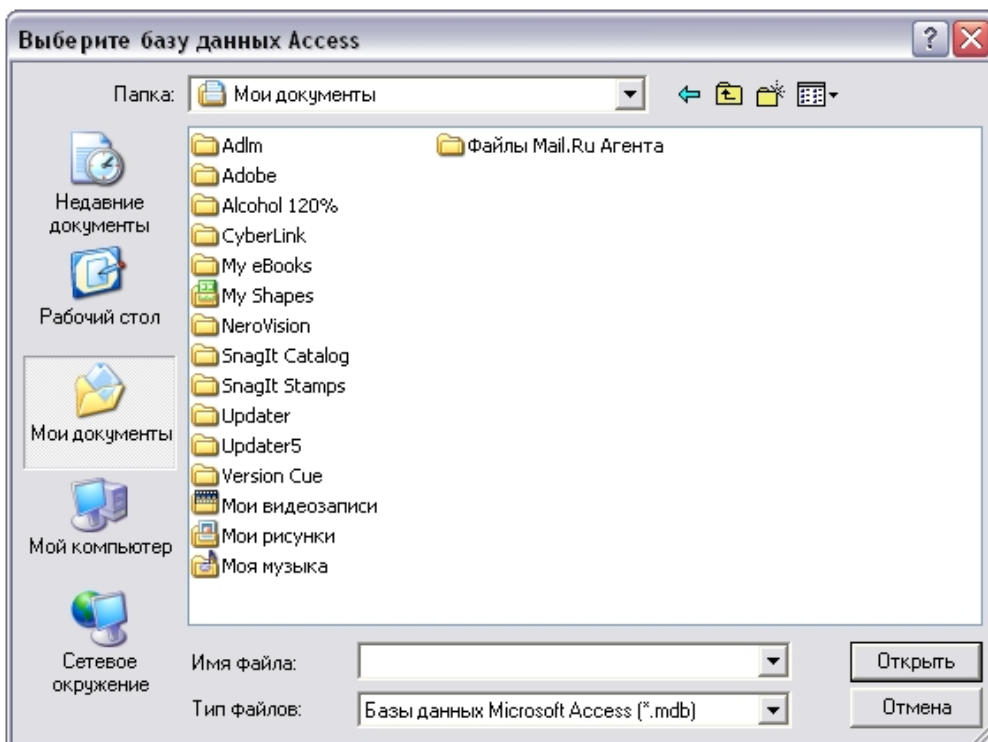 Выберите базу данных Access
Папка:
Мои документы
Недавние
документы
Рабочий стол
Мои документы
Мой компьютер
Сетевое
окружение
Adlm
Adobe
Alcohol 120%
CyberLink
My eBooks
My Shapes
NeroVision
SnagIt Catalog
SnagIt Stamps
Updater
Updater5
Version Cue
Мои видеозаписи
Мои рисунки
Моя музыка
Файлы Mail.Ru Агента
Имя файла:
Открыть
Тип файлов:
Базы данных Microsoft Access (*.mdb)
Отмена